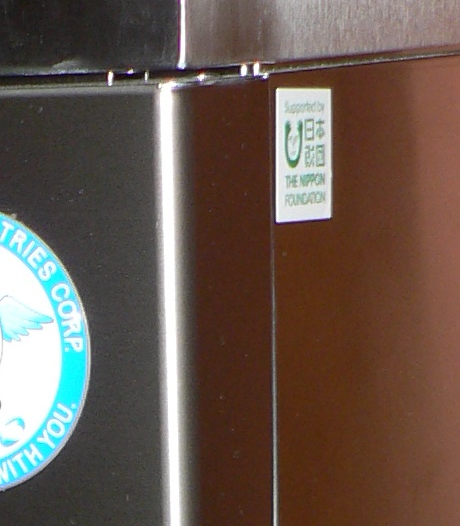 Supported by
日本
財団
THE NIPPON
FOUNDATION
TRIES CORP.
WITH YOU.